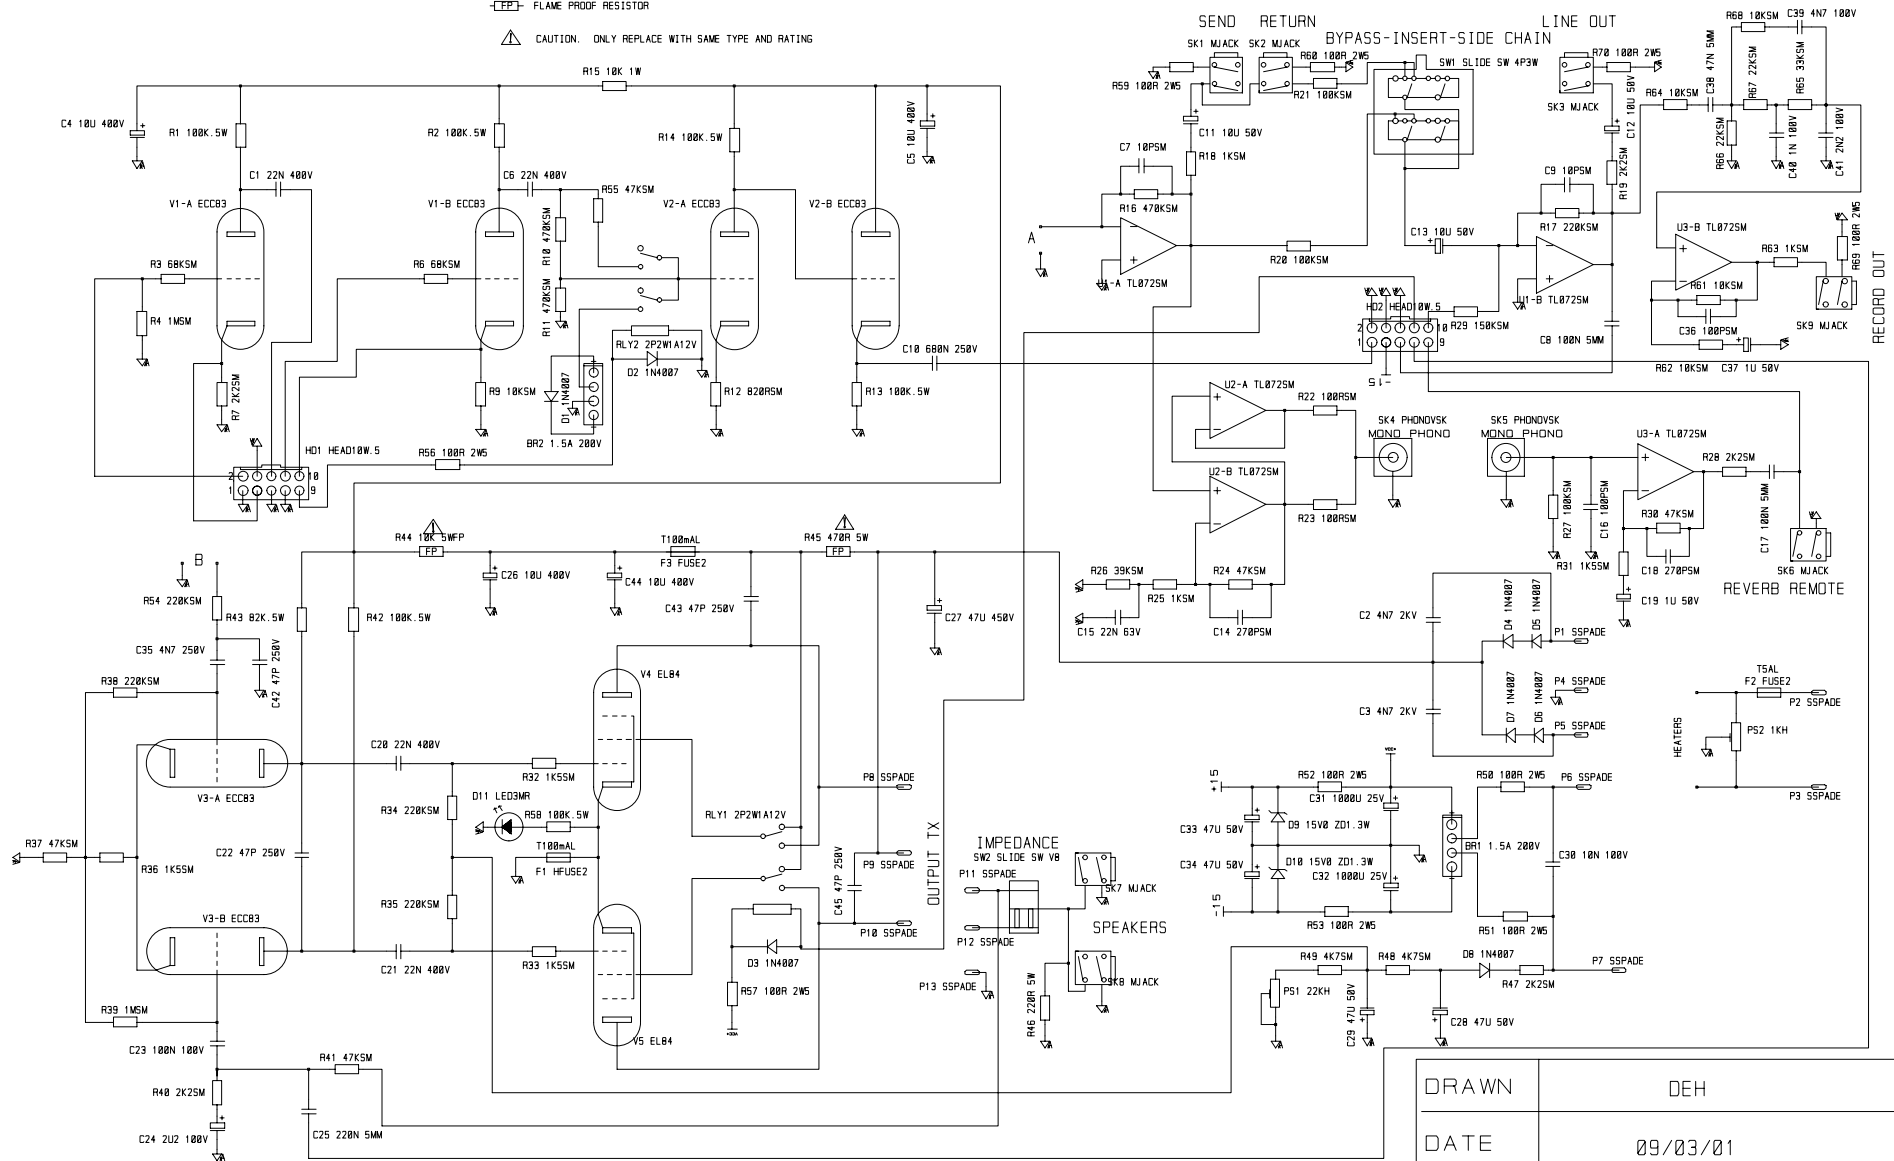 FP FLAME PROOF RESISTOR
CAUTION. ONLY REPLACE WITH SAME TYPE AND RATING
R15 10K 1W
C4 10U 400V
R1 100K.5W
R2 100K.5W
R14 100K.5W
C5 10U 400V
C1 22N 400V
C6 22N 400V
R55 47KSM
V1-A ECC83
V1-B ECC83
V2-A ECC83
V2-B ECC83
R3 68KSM
R6 68KSM
R10 470KSM
R11 470KSM
R4 1MSM
RLY2 2P2W1A12V
D2 1N4007
C10 680N 250V
R7 2K2SM
R9 10KSM
D1 1N4007
R12 820RSM
R13 100K.5W
BR2 1.5A 200V
HD1 HEAD10W.5
R56 100R 2W5
2
10
1
9
SEND RETURN
LINE OUT
BYPASS-INSERT-SIDE CHAIN
SK1 MJACK
SK2 MJACK
R60 100R 2W5
SW1 SLIDE SW 4P3W
R70 100R 2W5
R68 10KSM
C39 4N7 100V
R59 100R 2W5
R21 100KSM
SK3 MJACK
C12 10U 50V
R64 10KSM
C38 47N 5MM
R67 22KSM
R65 33KSM
C11 10U 50V
R18 1KSM
C7 10PSM
R16 470KSM
C9 10PSM
R19 2K2SM
R17 220KSM
R66 22KSM
C40 1N 100V
C41 2N2 100V
A
U1-A TL072SM
R20 100KSM
C13 10U 50V
U1-B TL072SM
U3-B TL072SM
R63 1KSM
R69 100R 2W5
R61 10KSM
C36 100PSM
SK9 MJACK
RECORD OUT
HD2 HEAD10W.5
2
10
1
9
R29 150KSM
C8 100N 5MM
R62 10KSM
C37 1U 50V
-15
U2-A TL072SM
R22 100RSM
SK4 PHONOVSK
MONO PHONO
SK5 PHONOVSK
MONO PHONO
U3-A TL072SM
R28 2K2SM
U2-B TL072SM
R23 100RSM
R27 100KSM
C16 100PSM
R30 47KSM
C17 100N 5MM
R31 1K5SM
C18 270PSM
SK6 MJACK
REVERB REMOTE
C19 1U 50V
R26 39KSM
R25 1KSM
R24 47KSM
C15 22N 63V
C14 270PSM
R44 10K 5WFP
FP
T100mAL
F3 FUSE2
R45 470R 5W
FP
B
C26 10U 400V
C44 10U 400V
C43 47P 250V
C27 47U 450V
R54 220KSM
R43 82K.5W
R42 100K.5W
C35 4N7 250V
C42 47P 250V
R38 220KSM
V4 EL84
C2 4N7 2KV
D4 1N4007
D5 1N4007
P1 SSPADE
P4 SSPADE
C3 4N7 2KV
D7 1N4007
D6 1N4007
P5 SSPADE
T5AL
F2 FUSE2
P2 SSPADE
HEATERS
PS2 1KH
P3 SSPADE
C20 22N 400V
R32 1K5SM
V3-A ECC83
R34 220KSM
D11 LED3MR
R58 100K.5W
T100mAL
F1 HFUSE2
RLY1 2P2W1A12V
P8 SSPADE
R37 47KSM
R36 1K5SM
C22 47P 250V
P9 SSPADE
C45 47P 250V
OUTPUT TX
R35 220KSM
V3-B ECC83
P10 SSPADE
C21 22N 400V
R33 1K5SM
D3 1N4007
R57 100R 2W5
V5 EL84
IMPEDANCE
SW2 SLIDE SW V8
P11 SSPADE
SK7 MJACK
SPEAKERS
P12 SSPADE
P13 SSPADE
SK8 MJACK
R46 220R 5W
+15
R52 100R 2W5
C31 1000U 25V
R50 100R 2W5
P6 SSPADE
C33 47U 50V
D9 15V0 ZD1.3W
C34 47U 50V
D10 15V0 ZD1.3W
C32 1000U 25V
BR1 1.5A 200V
C30 10N 100V
-15
R53 100R 2W5
R51 100R 2W5
R49 4K7SM
R48 4K7SM
D8 1N4007
R47 2K2SM
P7 SSPADE
PS1 22KH
C29 47U 50V
C28 47U 50V
R39 1MSM
C23 100N 100V
R41 47KSM
R40 2K2SM
C24 2U2 100V
C25 220N 5MM
DRAWN DEH
DATE 09/03/01